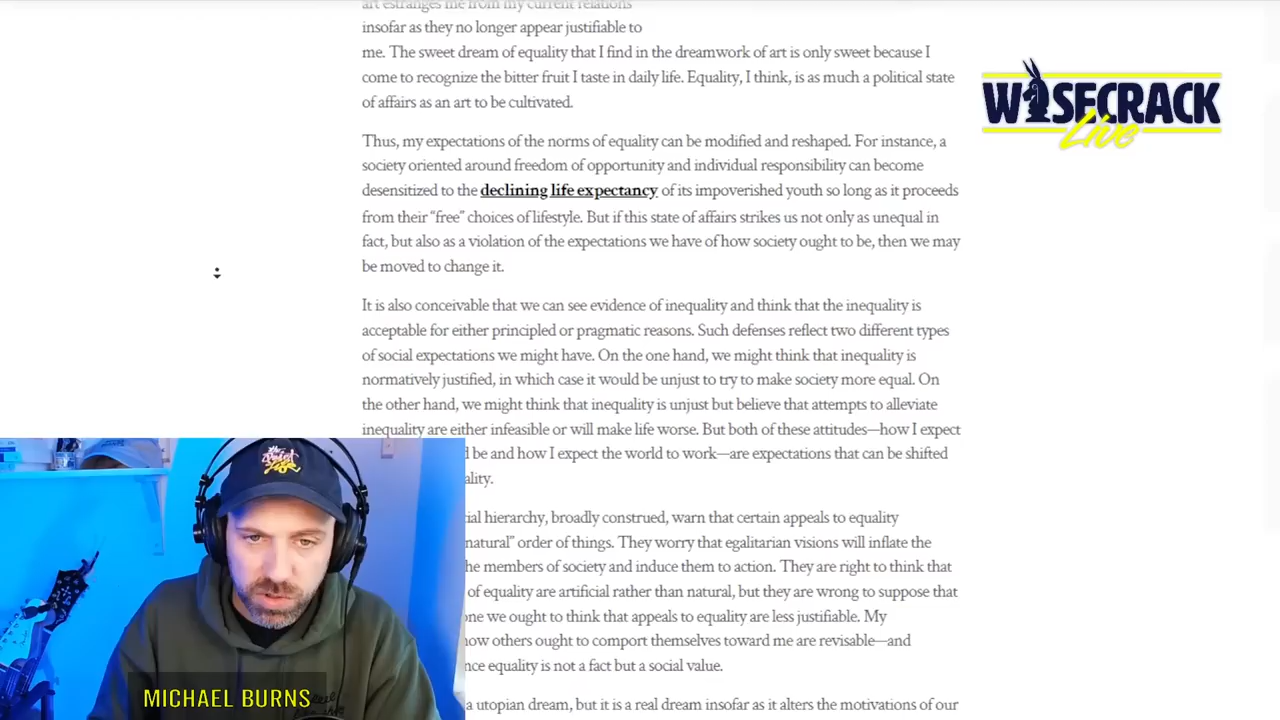 art estranges me from my current relations
insofar as they no longer appear justifiable to
me. The sweet dream of equality that I find in the dreamwork of art is only sweet because I
come to recognize the bitter fruit I taste in daily life. Equality, I think, is as much a political state
of affairs as an art to be cultivated.
Thus, my expectations of the norms of equality can be modified and reshaped. For instance, a
society oriented around freedom of opportunity and individual responsibility can become
desensitized to the declining life expectancy of its impoverished youth so long as it proceeds
from their “free” choices of lifestyle. But if this state of affairs strikes us not only as unequal in
fact, but also as a violation of the expectations we have of how society ought to be, then we may
be moved to change it.
It is also conceivable that we can see evidence of inequality and think that the inequality is
acceptable for either principled or pragmatic reasons. Such defenses reflect two different types
of social expectations we might have. On the one hand, we might think that inequality is
normatively justified, in which case it would be unjust to try to make society more equal. On
the other hand, we might think that inequality is unjust but believe that attempts to alleviate
inequality are either infeasible or will make life worse. But both of these attitudes—how I expect
be and how I expect the world to work—are expectations that can be shifted
hierarchy, broadly construed, warn that certain appeals to equality
natural” order of things. They worry that egalitarian visions will inflate the
members of society and induce them to action. They are right to think that
of equality are artificial rather than natural, but they are wrong to suppose that
we ought to think that appeals to equality are less justifiable. My
others ought to comport themselves toward me are revisable—and
equality is not a fact but a social value.
a utopian dream, but it is a real dream insofar as it alters the motivations of our
WISECRACK
Live
MICHAEL BURNS